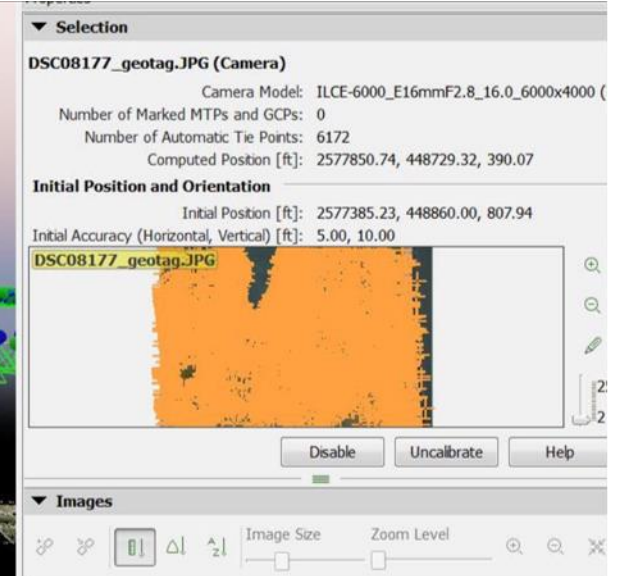 Selection
DSC08177_geotag.JPG (Camera)
Camera Model: ILCE-6000_E16mmF2.8_16.0_6000x4000 (
Number of Marked MTPs and GCPs: 0
Number of Automatic Tie Points: 6172
Computed Position [ft]: 2577850.74, 448729.32, 390.07
Initial Position and Orientation
Initial Position [ft]: 2577385.23, 448860.00, 807.94
Initial Accuracy (Horizontal, Vertical) [ft]: 5.00, 10.00
DSC08177_geotag.JPG
Disable Uncalibrate Help
Images
Image Size Zoom Level